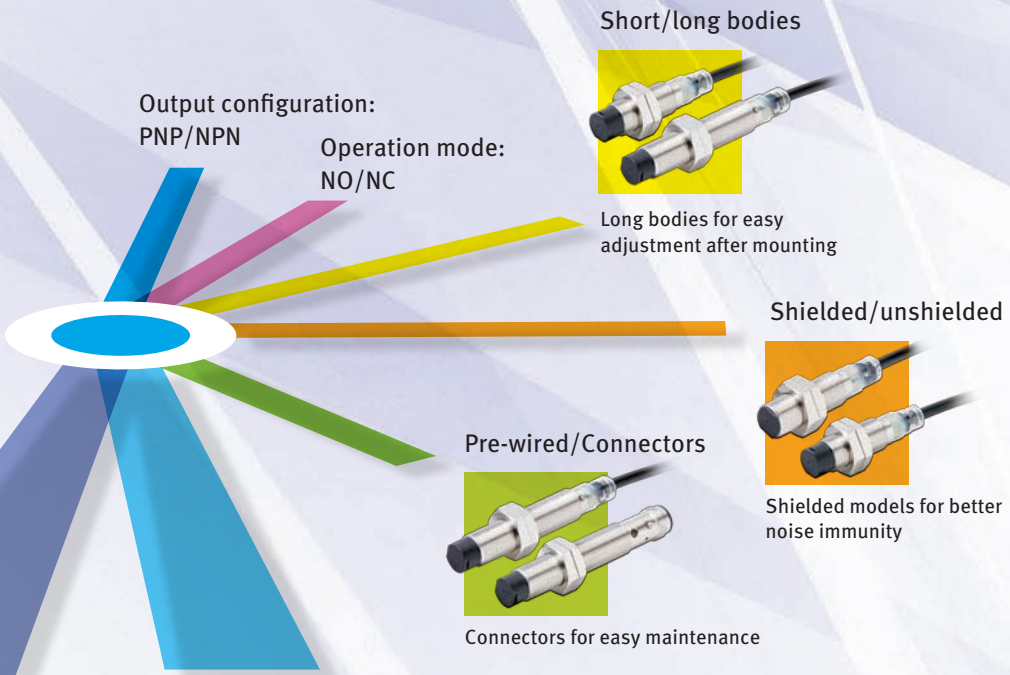 Short/long bodies
Output configuration:
PNP/NPN
Operation mode:
NO/NC
Long bodies for easy
adjustment after mounting
Shielded/unshielded
Shielded models for better
noise immunity
Pre-wired/Connectors
Connectors for easy maintenance